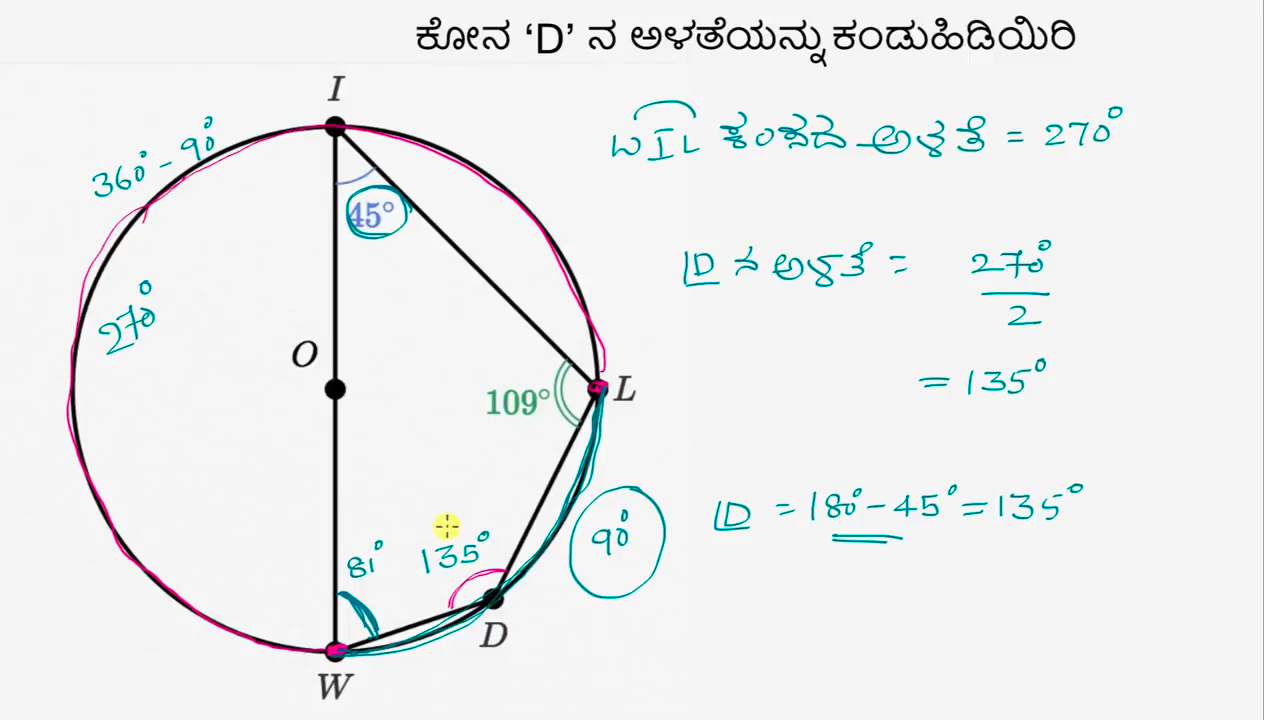 ಕೋನ ‘D’ ನ ಅಳತೆಯನ್ನು ಕಂಡುಹಿಡಿಯಿರಿ
I
360° - 90°
WIL ಕಂಸದ ಅಳತೆ = 270°
45°
∠D ನ ಅಳತೆ = 270°
2
270°
O
= 135°
109°
L
∠D = 180° - 45° = 135°
90°
81°
135°
D
W